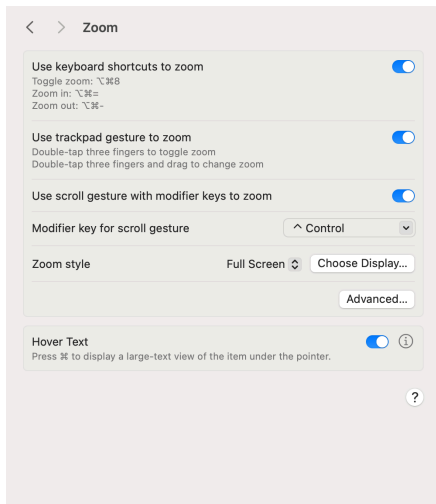 Zoom
Use keyboard shortcuts to zoom
Toggle zoom: ⌥⌘8
Zoom in: ⌥⌘=
Zoom out: ⌥⌘-
Use trackpad gesture to zoom
Double-tap three fingers to toggle zoom
Double-tap three fingers and drag to change zoom
Use scroll gesture with modifier keys to zoom
Modifier key for scroll gesture ⌃ Control
Zoom style Full Screen Choose Display...
Advanced...
Hover Text
Press ⌘ to display a large-text view of the item under the pointer.
?